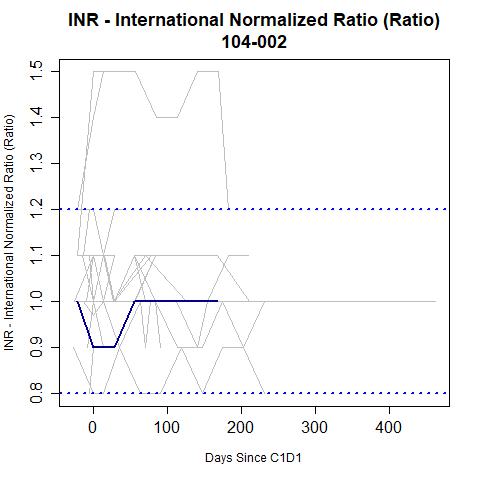 INR - International Normalized Ratio (Ratio)
104-002
INR - International Normalized Ratio (Ratio)
1.5
1.4
1.3
1.2
1.1
1.0
0.9
0.8
0 100 200 300 400
Days Since C1D1